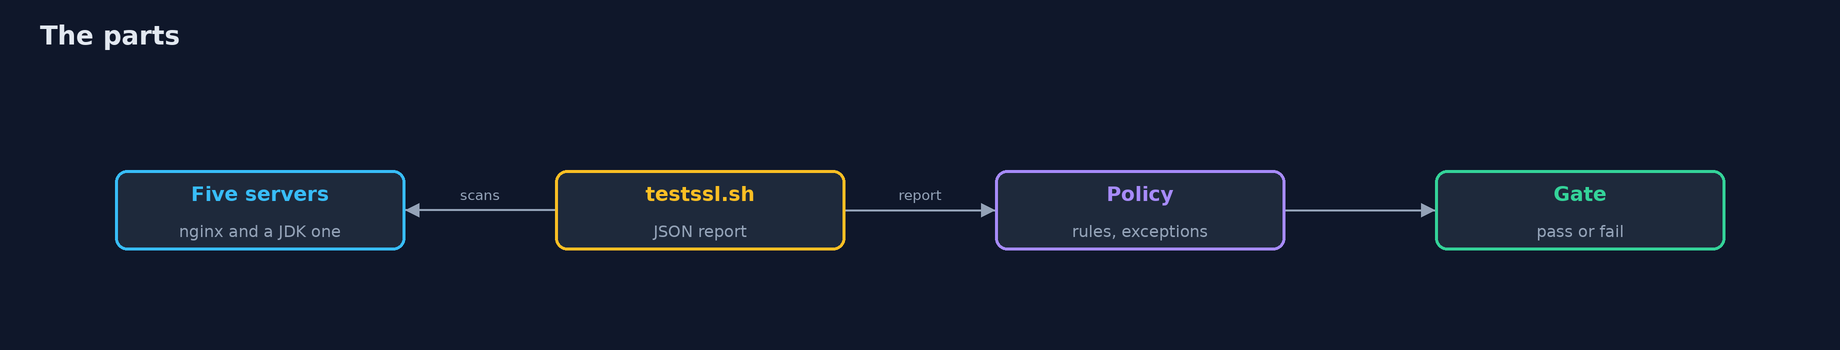 The parts
Five servers
nginx and a JDK one
scans
testssl.sh
JSON report
report
Policy
rules, exceptions
Gate
pass or fail